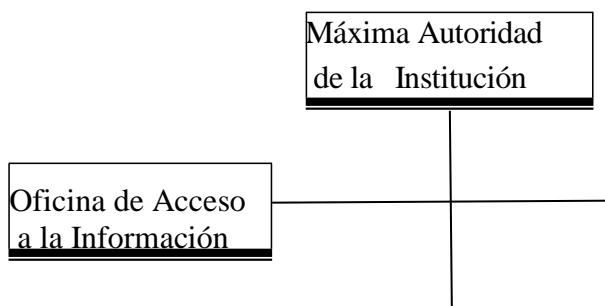 Máxima Autoridad
de la Institución
Oficina de Acceso
a la Información